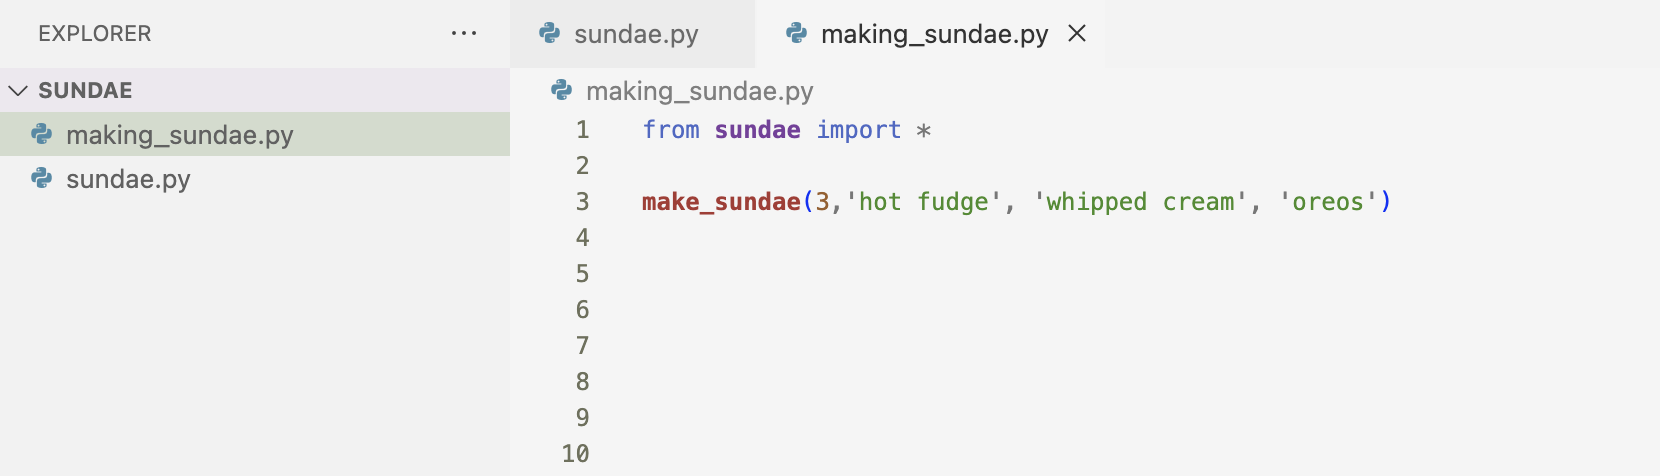 EXPLORER ...
SUNDAE
making_sundae.py
sundae.py
sundae.py making_sundae.py
making_sundae.py
1 from sundae import *
2
3 make_sundae(3,'hot fudge', 'whipped cream', 'oreos')
4
5
6
7
8
9
10